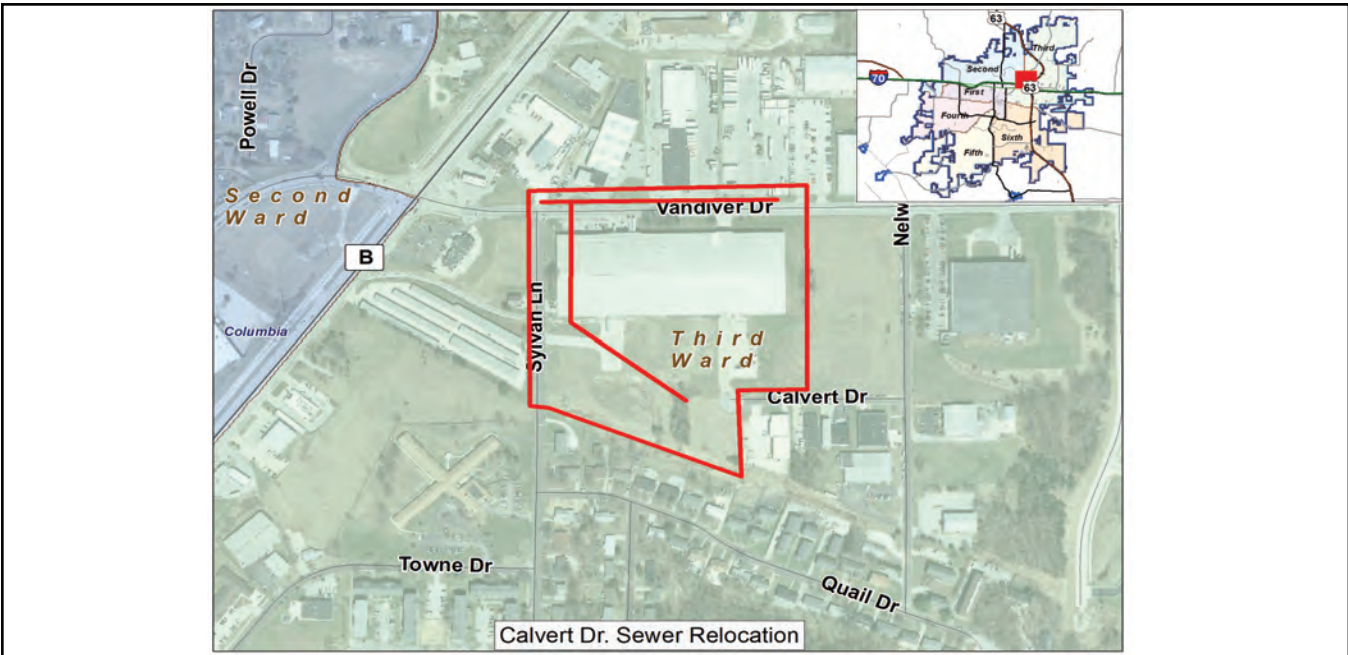 Powell Dr
Second
Ward
B
Columbia
Sylvan Ln
Vandiver Dr
Nelw
Third
Ward
Calvert Dr
Towne Dr
Quail Dr
Calvert Dr. Sewer Relocation
63
Third
Second
70
First
63
Fourth
Sixth
Fifth